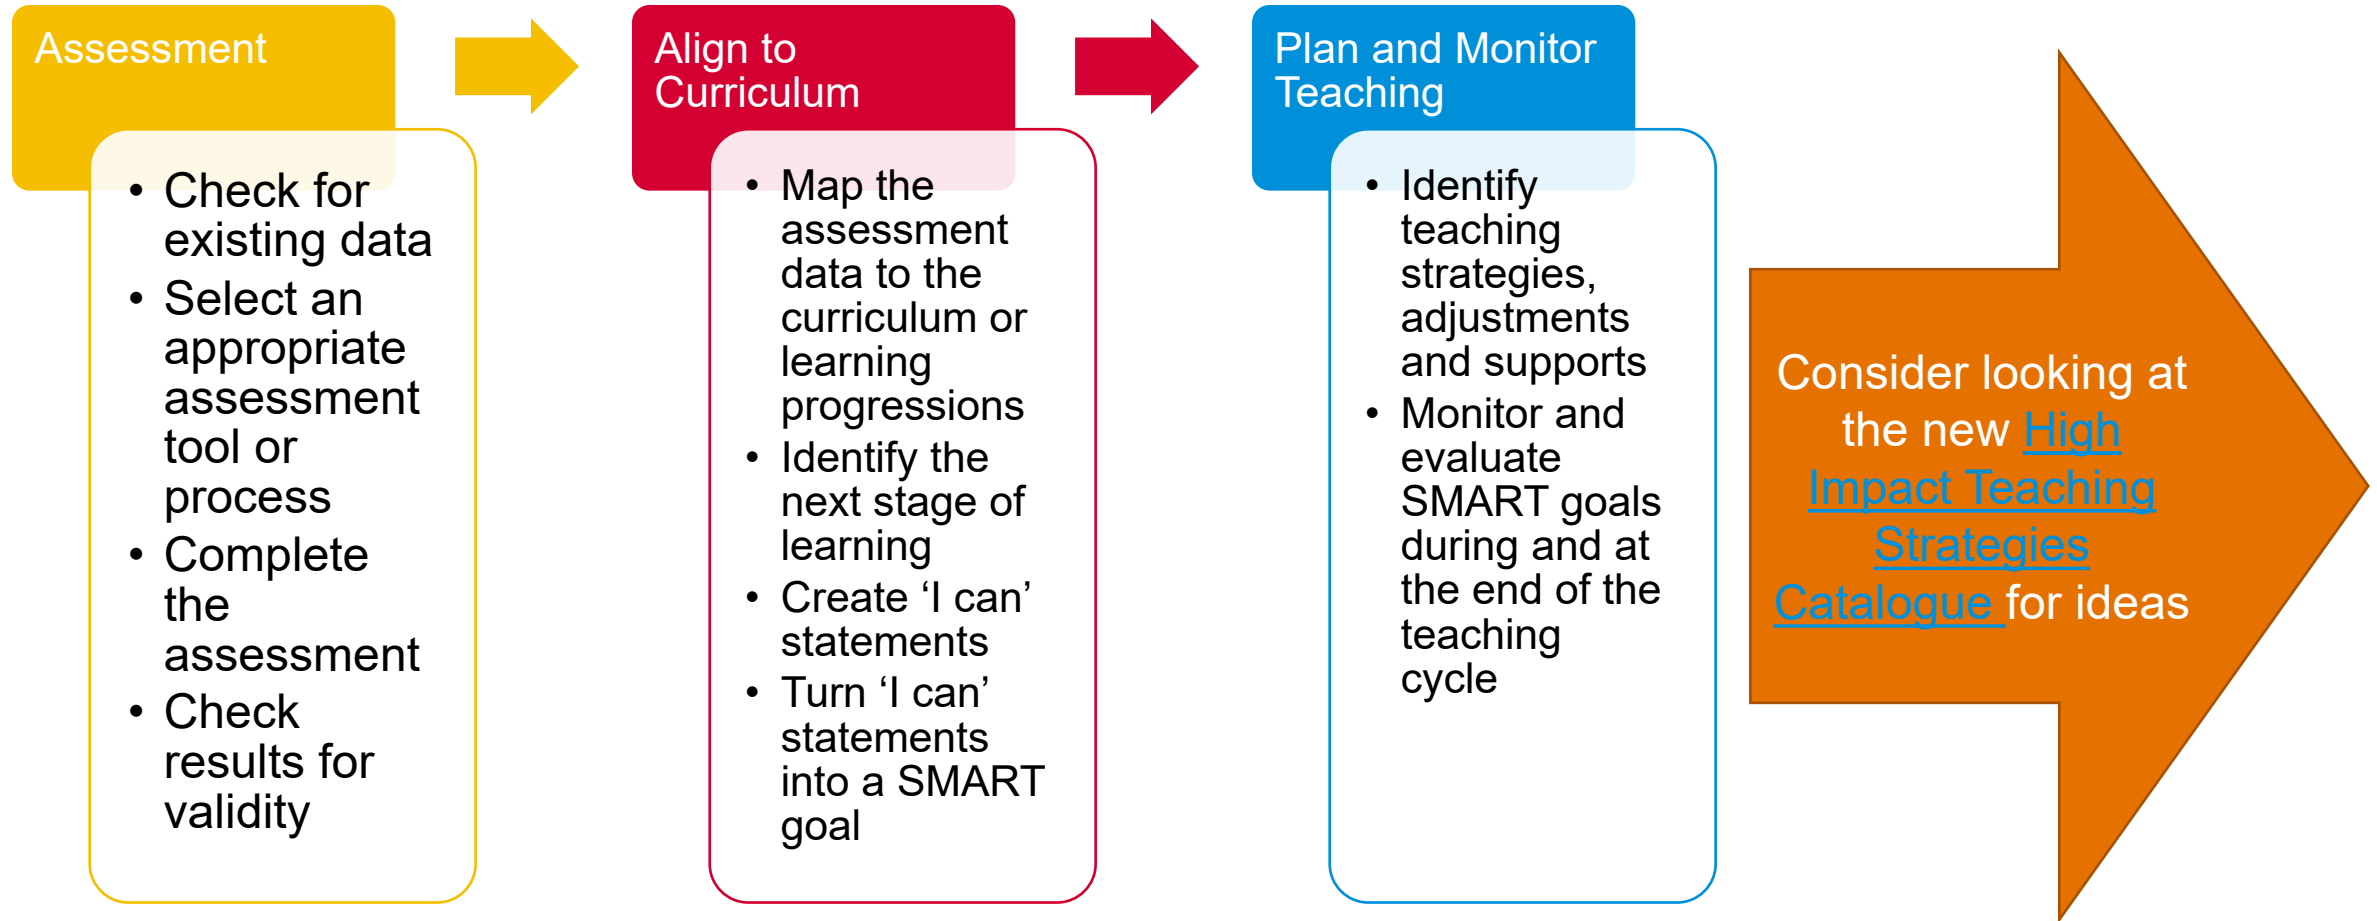 Assessment
• Check for
existing data
• Select an
appropriate
assessment
tool or
process
• Complete
the
assessment
• Check
results for
validity
Align to
Curriculum
• Map the
assessment
data to the
curriculum or
learning
progressions
• Identify the
next stage of
learning
• Create ‘I can’
statements
• Turn ‘I can’
statements
into a SMART
goal
Plan and Monitor
Teaching
• Identify
teaching
strategies,
adjustments
and supports
• Monitor and
evaluate
SMART goals
during and at
the end of the
teaching
cycle
Consider looking at
the new High
Impact Teaching
Strategies
Catalogue for ideas